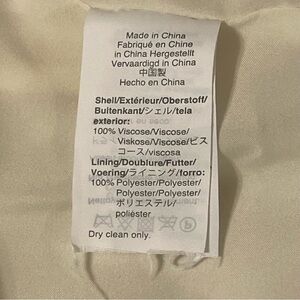 Made in China
Fabriqué en Chine
in China Hergestellt
Vervaardigd in China
中国製
Hecho en China
Shell/Extérieur/Oberstoff/
Buitenkant/シェル/tela
exterior:
100% Viscose/Viscose/
Viskose/Viscose/ビス
コース/viscosa
Lining/Doublure/Futter/
Voering/ライニング/forro:
100% Polyester/Polyester/
Polyester/Polyester/
ポリエステル/
poliéster
Dry clean only.